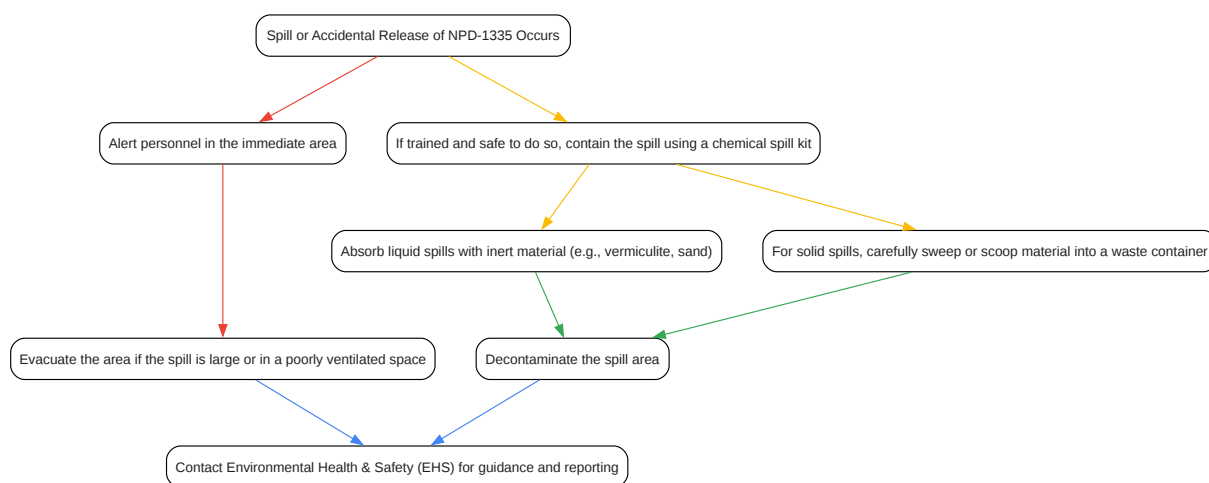 Spill or Accidental Release of NPD-1335 Occurs
Alert personnel in the immediate area
If trained and safe to do so, contain the spill using a chemical spill kit
Absorb liquid spills with inert material (e.g., vermiculite, sand)
For solid spills, carefully sweep or scoop material into a waste container
Evacuate the area if the spill is large or in a poorly ventilated space
Decontaminate the spill area
Contact Environmental Health & Safety (EHS) for guidance and reporting